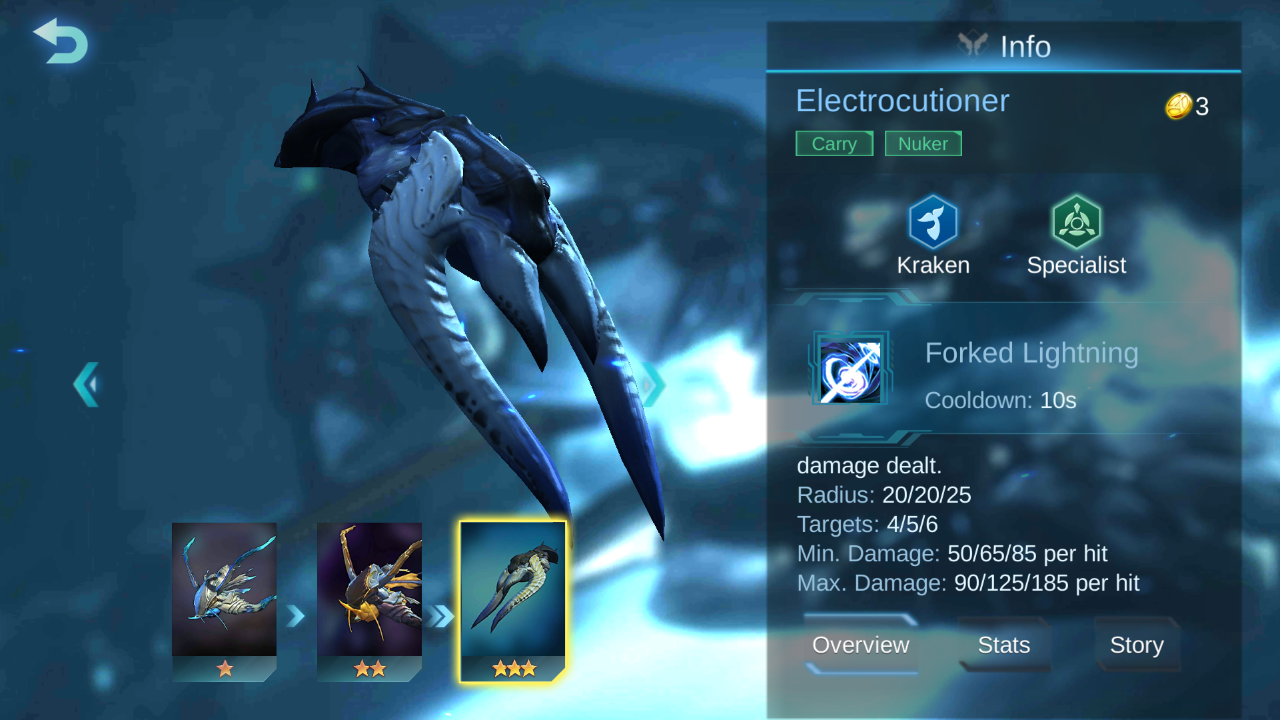 Info
Electrocutioner
3
Carry
Nuker
Kraken
Specialist
Forked Lightning
Cooldown: 10s
damage dealt.
Radius: 20/20/25
Targets: 4/5/6
Min. Damage: 50/65/85 per hit
Max. Damage: 90/125/185 per hit
Overview
Stats
Story